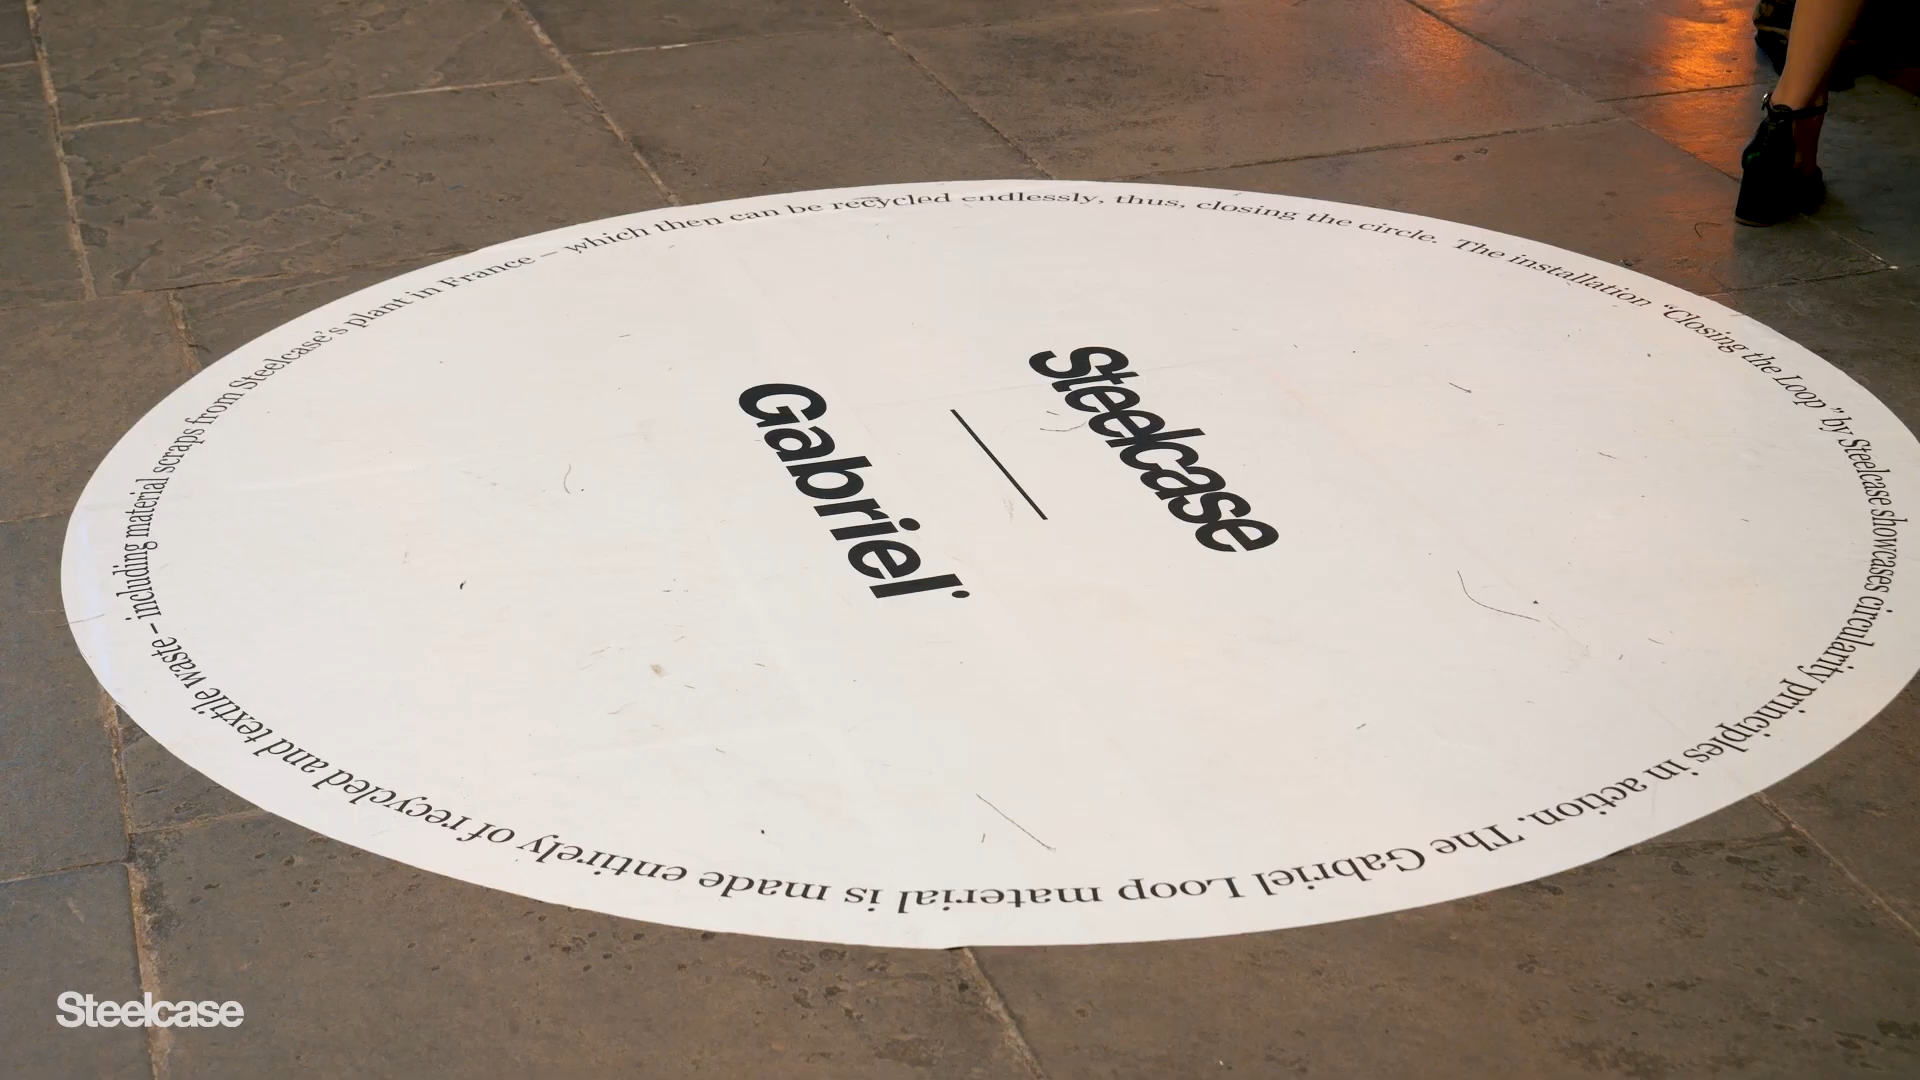 The installation “Closing the Loop” by Steelcase showcases circularity principles in action. The Gabriel Loop material is made entirely of recycled and textile waste – including material scraps from Steelcase’s plant in France – which then can be recycled endlessly, thus, closing the circle.
Steelcase
Gabriel
Steelcase